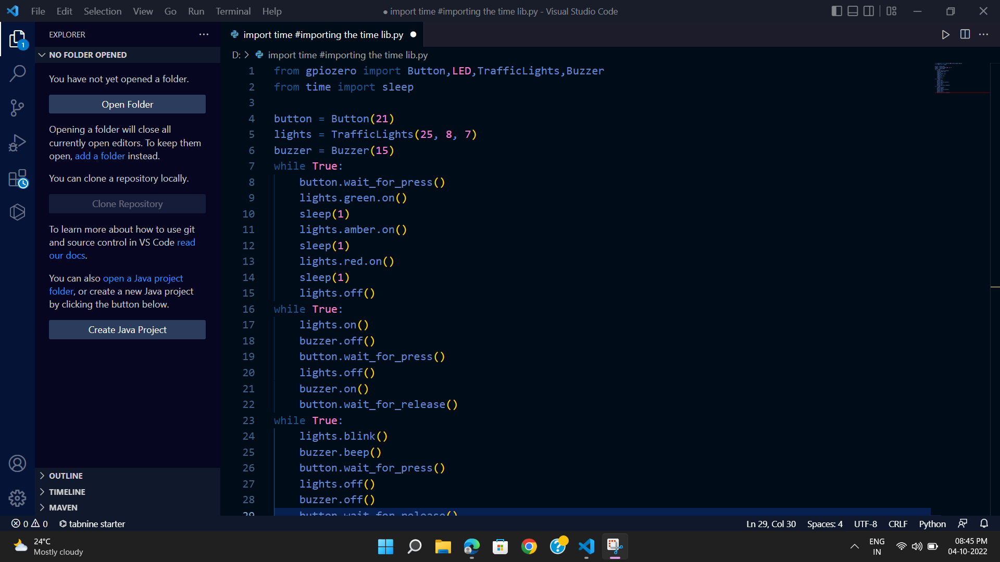 File Edit Selection View Go Run Terminal Help
● import time #importing the time lib.py - Visual Studio Code
EXPLORER
1
NO FOLDER OPENED
You have not yet opened a folder.
Open Folder
Opening a folder will close all
currently open editors. To keep them
open, add a folder instead.
You can clone a repository locally.
Clone Repository
To learn more about how to use git
and source control in VS Code read
our docs.
You can also open a Java project
folder, or create a new Java project
by clicking the button below.
Create Java Project
OUTLINE
TIMELINE
MAVEN
import time #importing the time lib.py
D: > import time #importing the time lib.py
1 from gpiozero import Button,LED,TrafficLights,Buzzer
2 from time import sleep
3
4 button = Button(21)
5 lights = TrafficLights(25, 8, 7)
6 buzzer = Buzzer(15)
7 while True:
8     button.wait_for_press()
9     lights.green.on()
10     sleep(1)
11     lights.amber.on()
12     sleep(1)
13     lights.red.on()
14     sleep(1)
15     lights.off()
16 while True:
17     lights.on()
18     buzzer.off()
19     button.wait_for_press()
20     lights.off()
21     buzzer.on()
22     button.wait_for_release()
23 while True:
24     lights.blink()
25     buzzer.beep()
26     button.wait_for_press()
27     lights.off()
28     buzzer.off()
29     button.wait_for_release()
0 0 tabnine starter
Ln 29, Col 30 Spaces: 4 UTF-8 CRLF Python
24°C
Mostly cloudy
ENG
IN
08:45 PM
04-10-2022